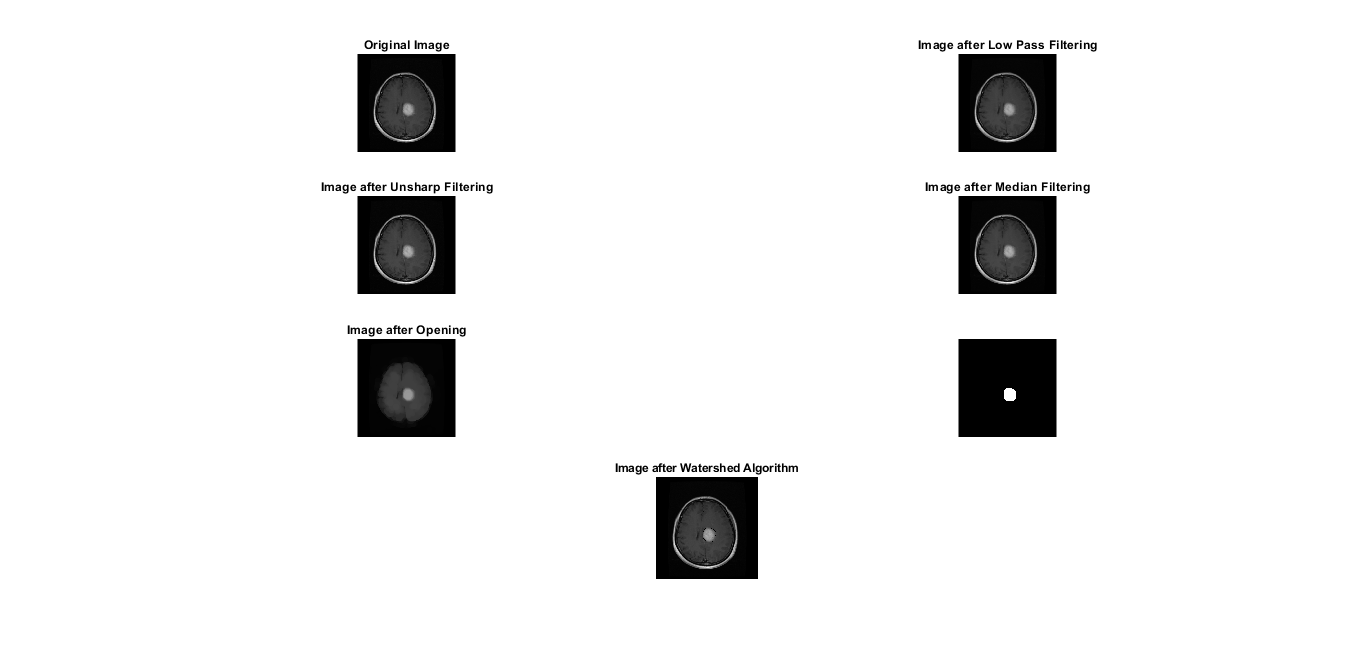 Original Image
Image after Low Pass Filtering
Image after Unsharp Filtering
Image after Median Filtering
Image after Opening
Image after Watershed Algorithm